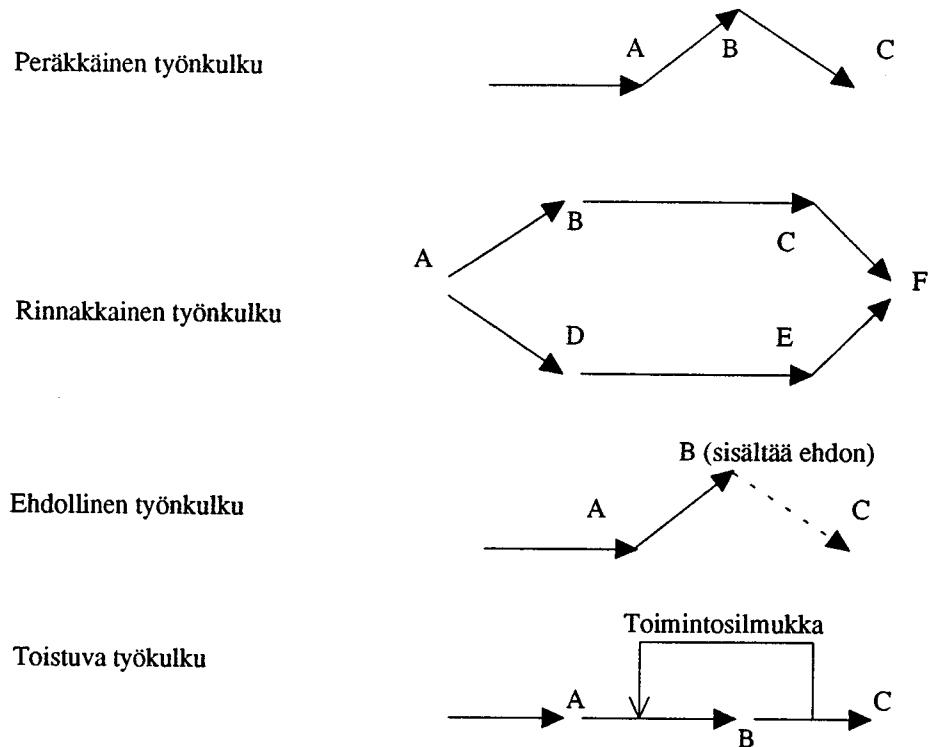 Peräkkäinen työnkulku
A B C
Rinnakkainen työnkulku
A B C D E F
Ehdollinen työnkulku
A B (sisältää ehdon) C
Toistuva työkulku
Toimintosilmukka
A B C